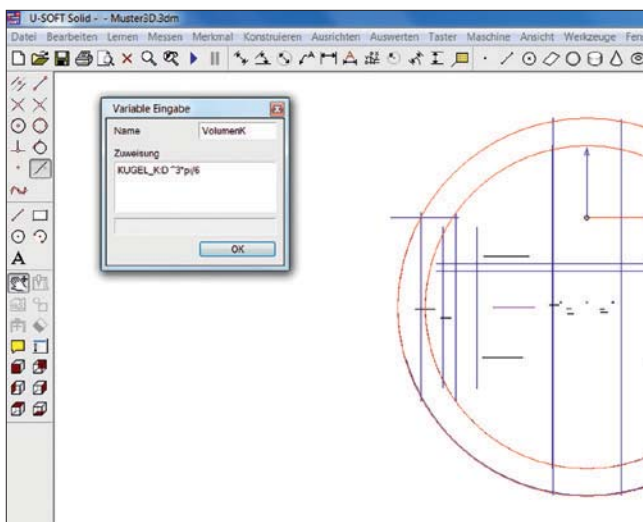 U-SOFT Solid - - Muster3D.3dm
Datei Bearbeiten Lernen Messen Merkmal Konstruieren Ausrichten Auswerten Taster Maschine Ansicht Werkzeuge Fen
Variable Eingabe
Name VolumenK
Zuweisung
KUGEL_K:D ^3*pi/6
OK
A